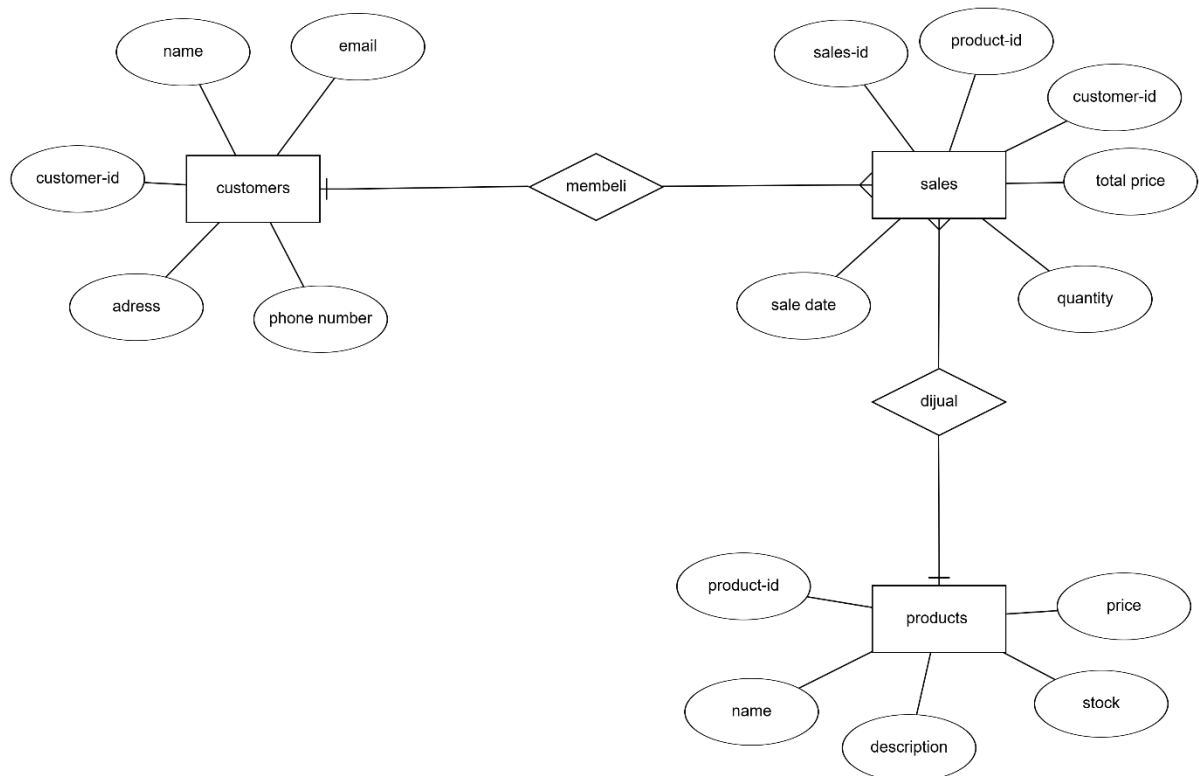 name
email
customer-id
customers
adress
phone number
membeli
sales-id
product-id
customer-id
sales
total price
sale date
quantity
dijual
product-id
products
price
name
description
stock